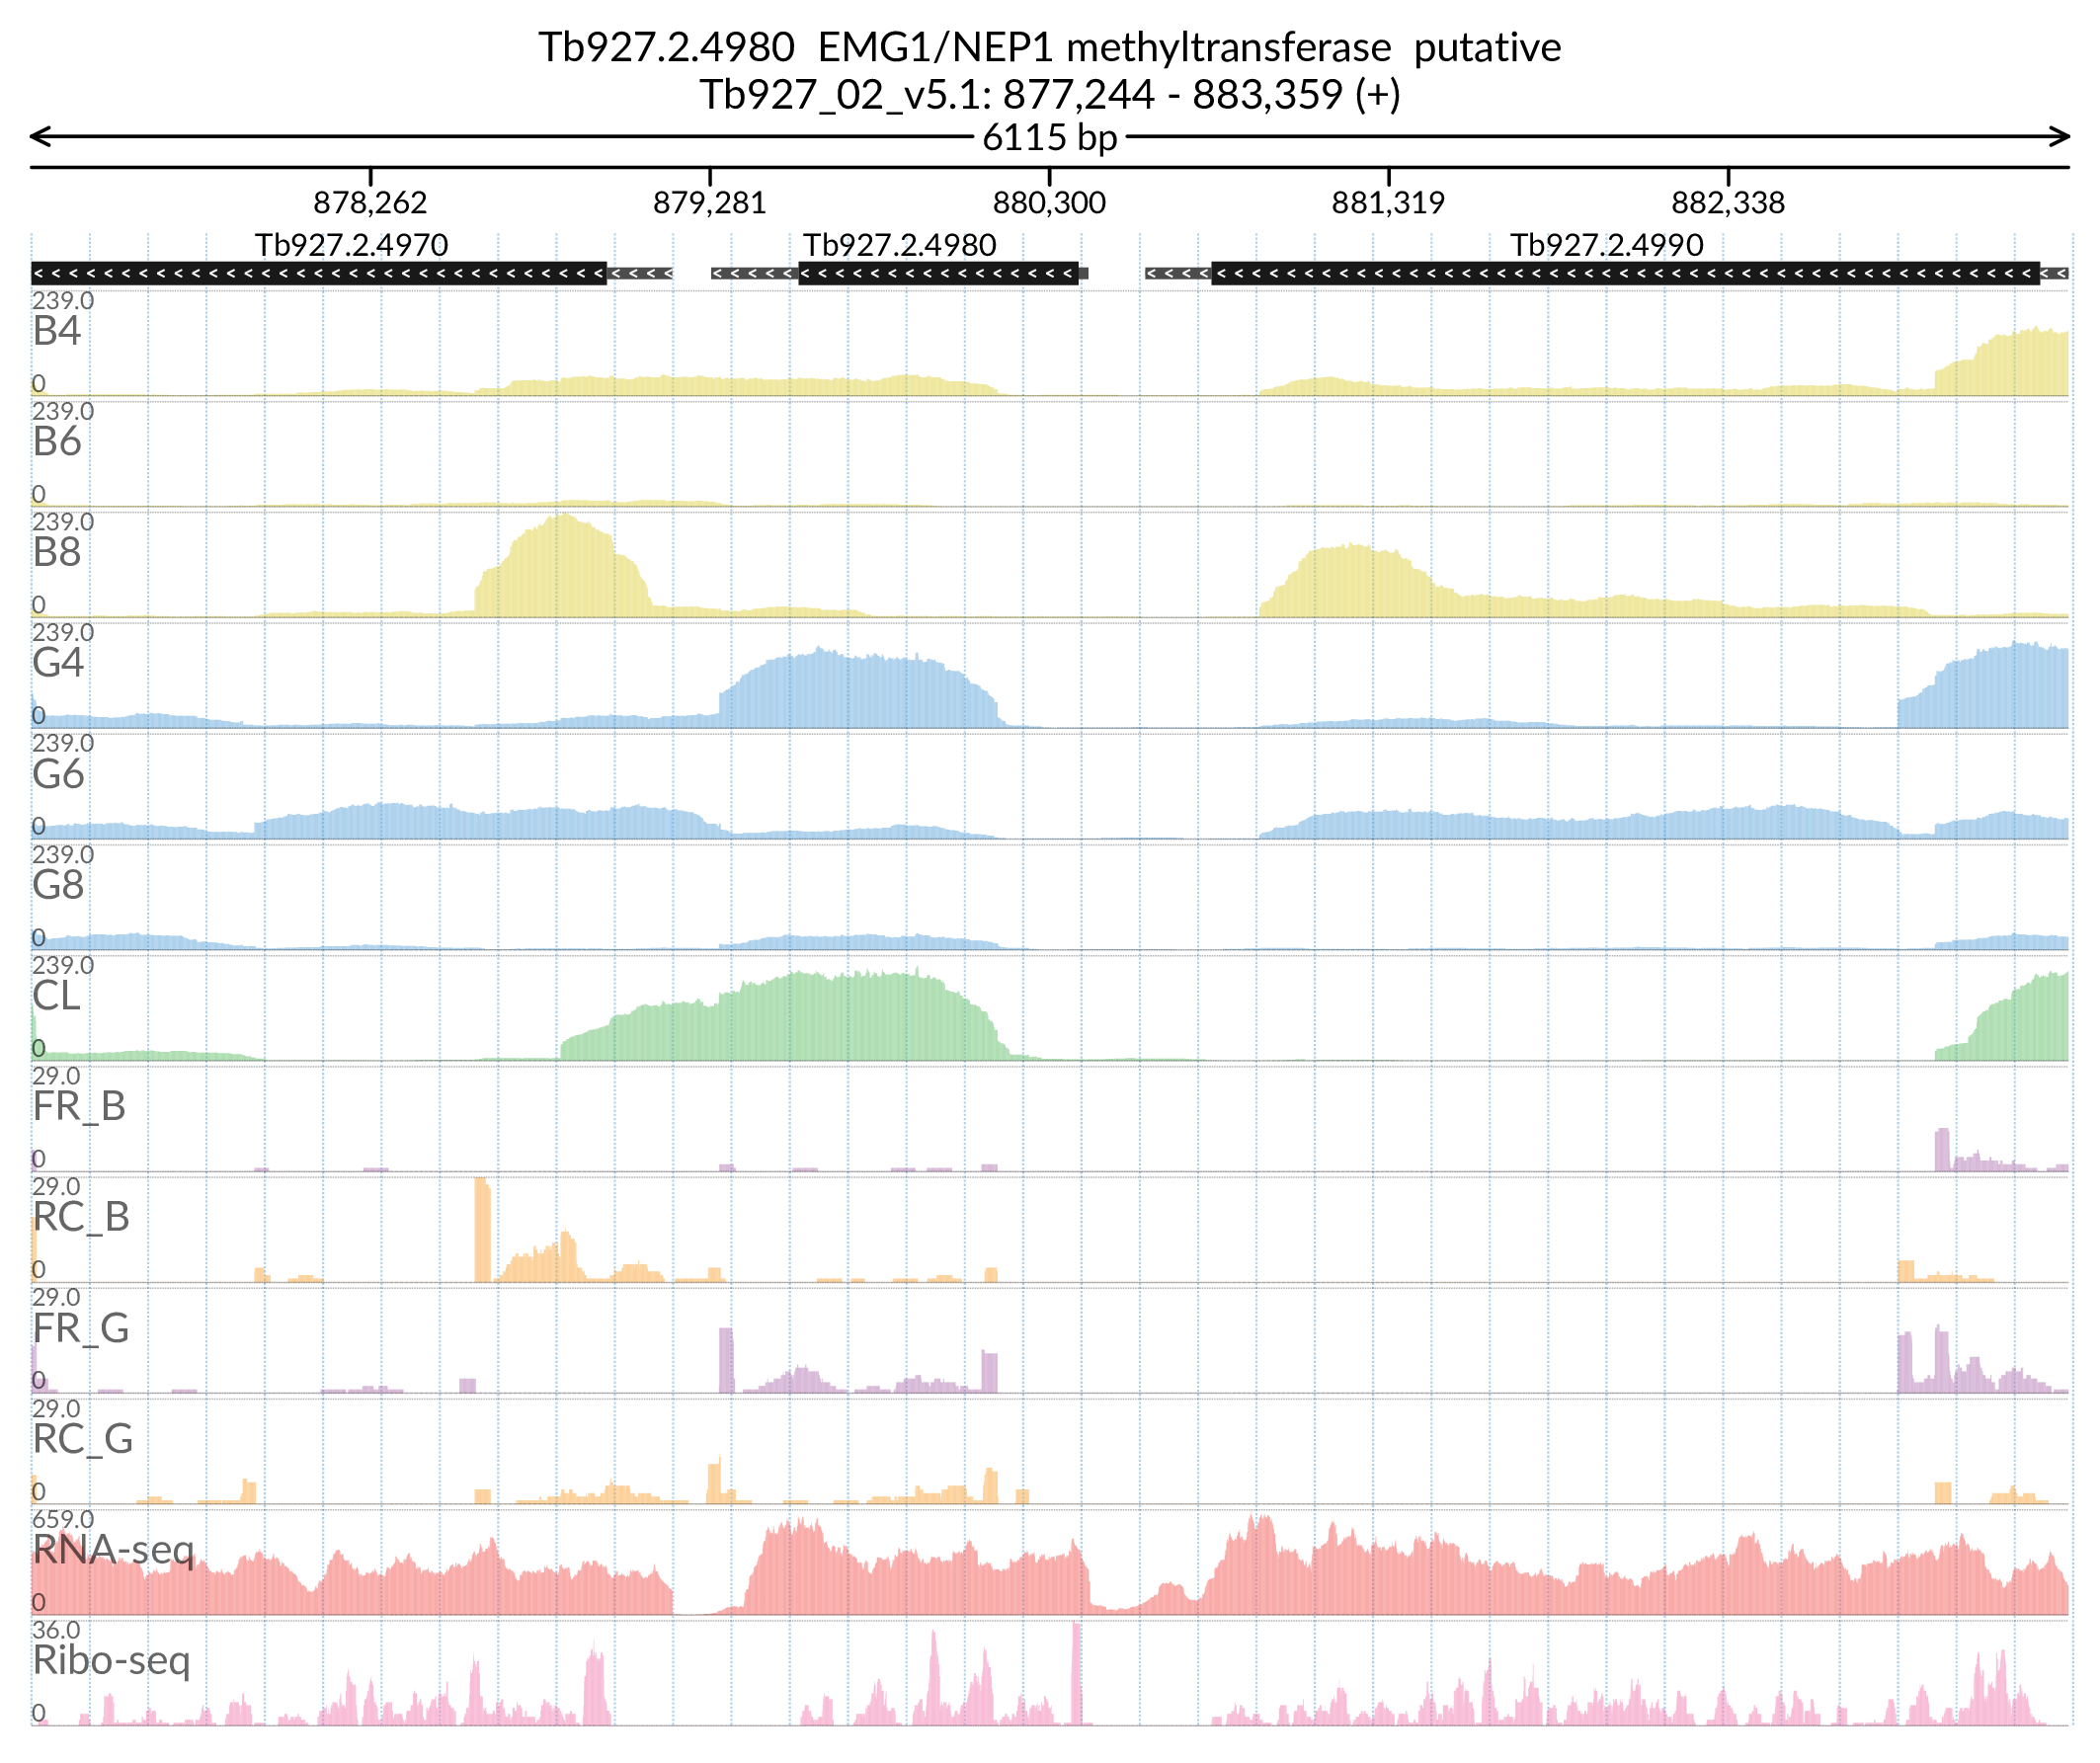 Tb927.2.4980  EMG1/NEP1 methyltransferase  putative
Tb927_02_v5.1: 877,244 - 883,359 (+)
6115 bp
878,262 879,281 880,300 881,319 882,338
Tb927.2.4970 Tb927.2.4980 Tb927.2.4990
239.0
B4
0
239.0
B6
0
239.0
B8
0
239.0
G4
0
239.0
G6
0
239.0
G8
0
239.0
CL
0
29.0
FR_B
0
29.0
RC_B
0
29.0
FR_G
0
29.0
RC_G
0
659.0
RNA-seq
0
36.0
Ribo-seq
0